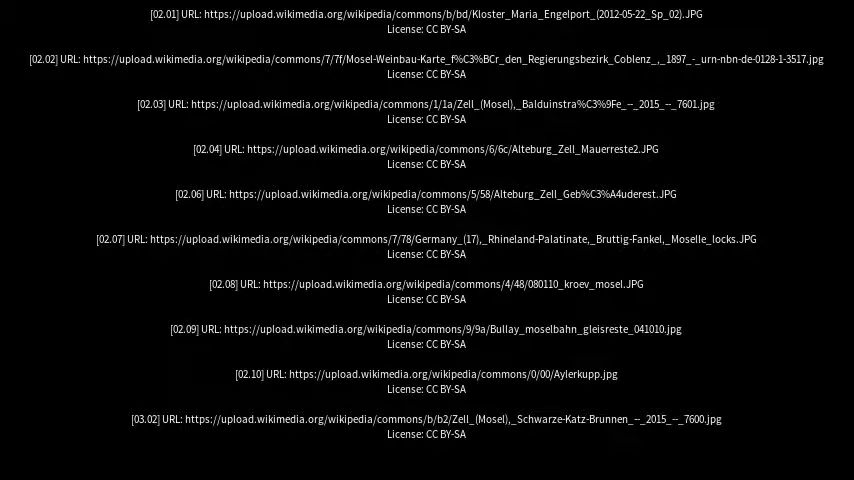 [02.01] URL: https://upload.wikimedia.org/wikipedia/commons/b/bd/Kloster_Maria_Engelport_(2012-05-22_Sp_02).JPG
License: CC BY-SA
[02.02] URL: https://upload.wikimedia.org/wikipedia/commons/7/7f/Mosel-Weinbau-Karte_f%C3%BCr_den_Regierungsbezirk_Coblenz_,_1897_-_urn-nbn-de-0128-1-3517.jpg
License: CC BY-SA
[02.03] URL: https://upload.wikimedia.org/wikipedia/commons/1/1a/Zell_(Mosel),_Balduinstra%C3%9Fe_--_2015_--_7601.jpg
License: CC BY-SA
[02.04] URL: https://upload.wikimedia.org/wikipedia/commons/6/6c/Alteburg_Zell_Mauerreste2.JPG
License: CC BY-SA
[02.06] URL: https://upload.wikimedia.org/wikipedia/commons/5/58/Alteburg_Zell_Geb%C3%A4uderest.JPG
License: CC BY-SA
[02.07] URL: https://upload.wikimedia.org/wikipedia/commons/7/78/Germany_(17),_Rhineland-Palatinate,_Bruttig-Fankel,_Moselle_locks.JPG
License: CC BY-SA
[02.08] URL: https://upload.wikimedia.org/wikipedia/commons/4/48/080110_kroev_mosel.JPG
License: CC BY-SA
[02.09] URL: https://upload.wikimedia.org/wikipedia/commons/9/9a/Bullay_moselbahn_gleisreste_041010.jpg
License: CC BY-SA
[02.10] URL: https://upload.wikimedia.org/wikipedia/commons/0/00/Aylerkupp.jpg
License: CC BY-SA
[03.02] URL: https://upload.wikimedia.org/wikipedia/commons/b/b2/Zell_(Mosel),_Schwarze-Katz-Brunnen_--_2015_--_7600.jpg
License: CC BY-SA